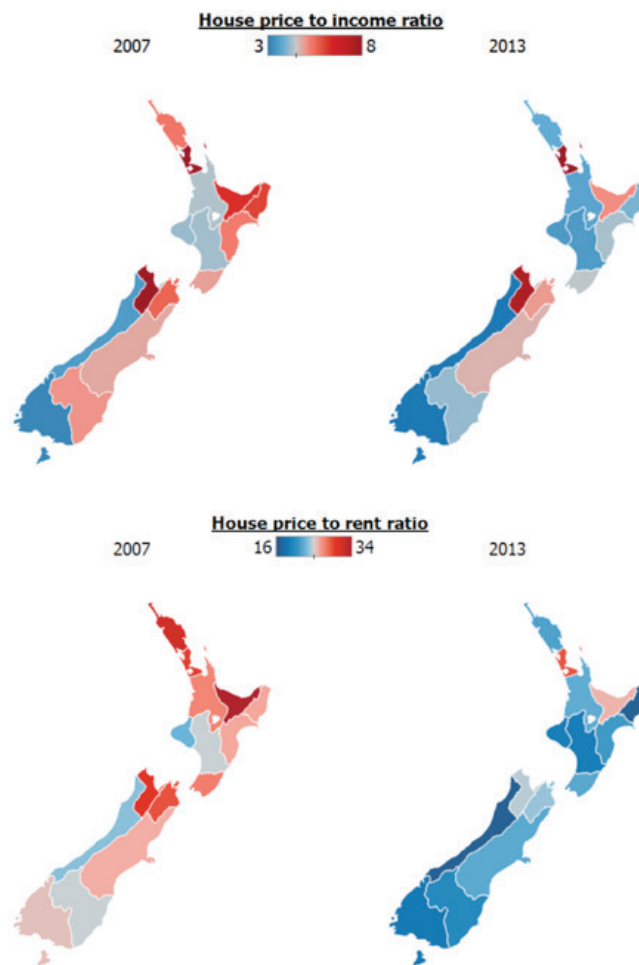 House price to income ratio
2007 3 8 2013
House price to rent ratio
2007 16 34 2013